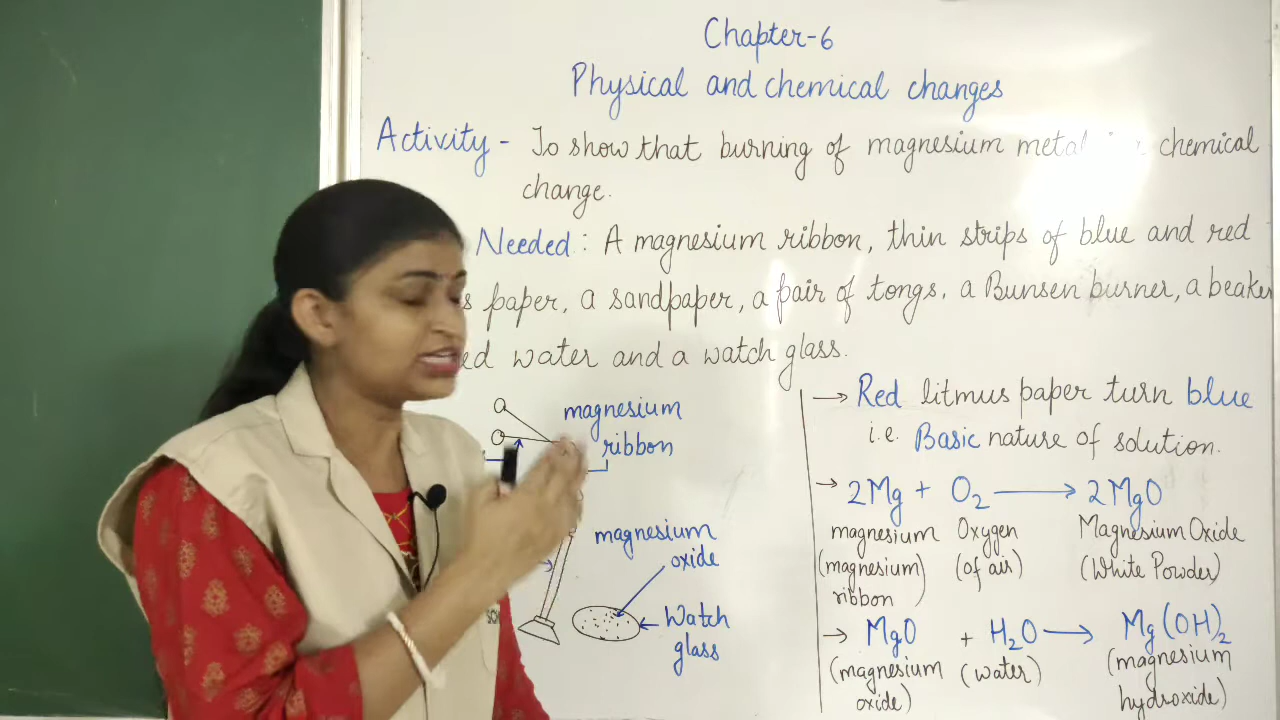 Chapter-6
Physical and chemical changes
Activity - To show that burning of magnesium metal chemical
change.
Needed : A magnesium ribbon, thin strips of blue and red
paper, a sandpaper, a pair of tongs, a Bunsen burner, a beaker
water and a watch glass.
magnesium
ribbon
magnesium
oxide
Watch
glass
→ Red litmus paper turn blue
i.e. Basic nature of solution.
→ 2Mg + O₂ → 2MgO
magnesium Oxygen Magnesium Oxide
(magnesium) (of air) (White Powder)
ribbon
→ MgO + H₂O → Mg(OH)₂
(magnesium (water) (magnesium
oxide) hydroxide)